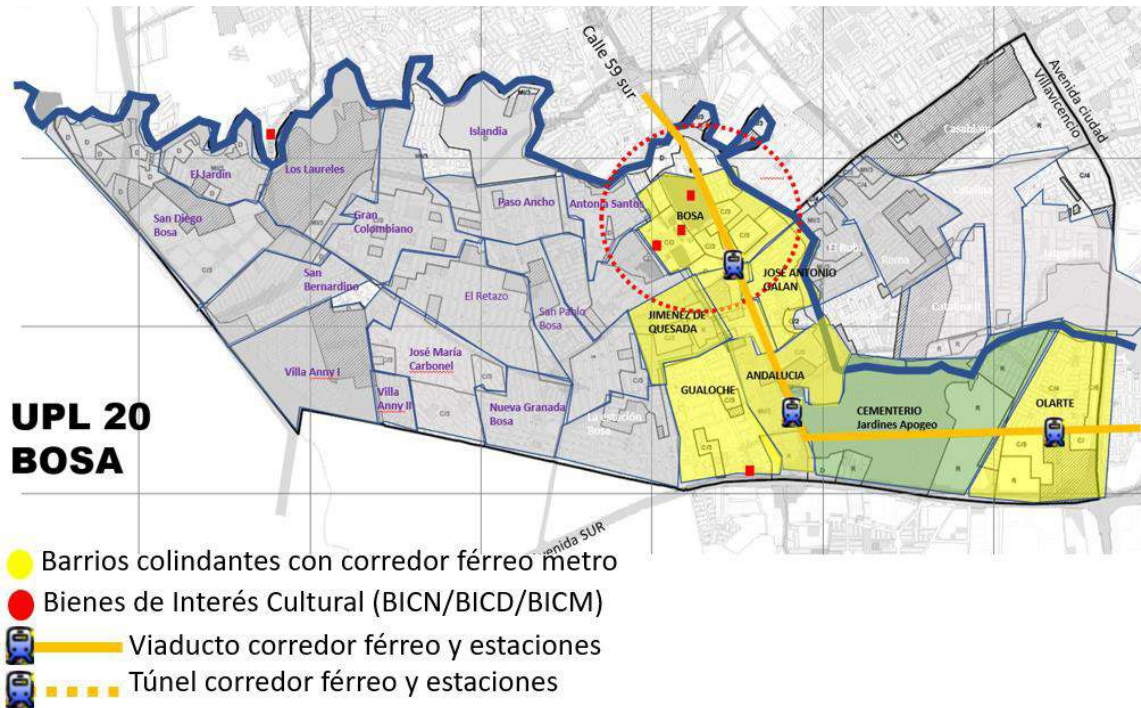 Calle 59 sur
Avenida ciudad
Villavicencio
Casablanca
Islandia
El Jardín
Los Laureles
San Diego
Bosa
Gran
Colombiano
Paso Ancho
Antonia Santos
BOSA
El Rubí
Roma
Catalina
San
Bernardino
El Retazo
San Pablo
Bosa
JOSÉ ANTONIO
GALAN
JIMENEZ DE
QUESADA
Villa Anny I
José María
Carbonel
Villa
Anny II
Nueva Granada
Bosa
La estación
Bosa
GUALOCHE
ANDALUCIA
CEMENTERIO
Jardines Apogeo
OLARTE
UPL 20
BOSA
Avenida SUR
Barrios colindantes con corredor férreo metro
Bienes de Interés Cultural (BICN/BICD/BICM)
Viaducto corredor férreo y estaciones
Túnel corredor férreo y estaciones